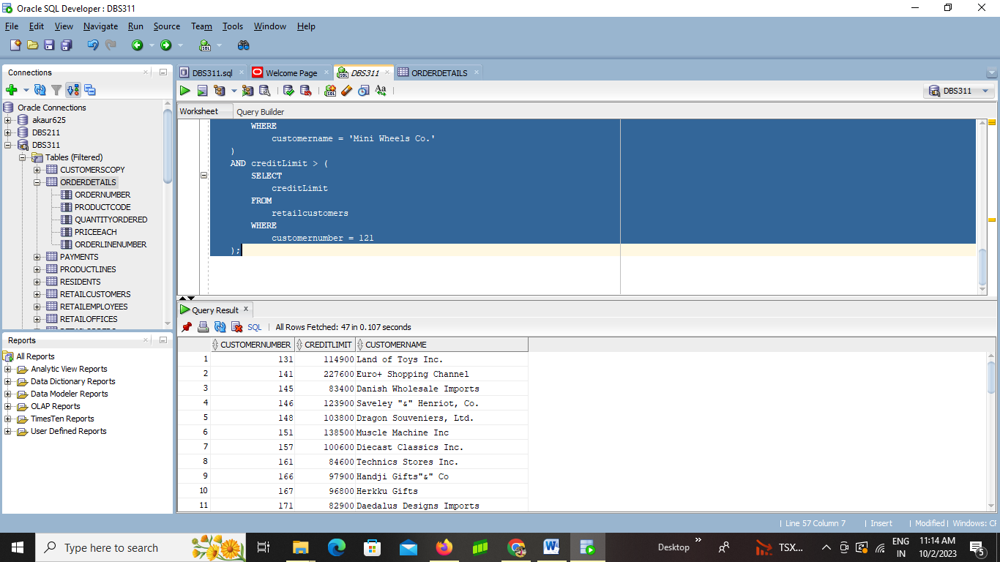 Oracle SQL Developer : DBS311
File Edit View Navigate Run Source Team Tools Window Help
Connections
Oracle Connections
akaur625
DBS211
DBS311
Tables (Filtered)
CUSTOMERSCOPY
ORDERDETAILS
ORDERNUMBER
PRODUCTCODE
QUANTITYORDERED
PRICEEACH
ORDERLINENUMBER
PAYMENTS
PRODUCTLINES
RESIDENTS
RETAILCUSTOMERS
RETAILEMPLOYEES
RETAILOFFICES
Reports
All Reports
Analytic View Reports
Data Dictionary Reports
Data Modeler Reports
OLAP Reports
TimesTen Reports
User Defined Reports
DBS311.sql Welcome Page DBS311 ORDERDETAILS
DBS311
Worksheet Query Builder
WHERE
customername = 'Mini Wheels Co.'
)
AND creditLimit > (
SELECT
creditLimit
FROM
retailcustomers
WHERE
customernumber = 121
);
Query Result x
SQL | All Rows Fetched: 47 in 0.107 seconds
CUSTOMERNUMBER CREDITLIMIT CUSTOMERNAME
1 131 114900 Land of Toys Inc.
2 141 227600 Euro+ Shopping Channel
3 145 83400 Danish Wholesale Imports
4 146 123900 Saveley "&" Henriot, Co.
5 148 103800 Dragon Souveniers, Ltd.
6 151 138500 Muscle Machine Inc
7 157 100600 Diecast Classics Inc.
8 161 84600 Technics Stores Inc.
9 166 97900 Handji Gifts"&" Co
10 167 96800 Herkku Gifts
11 171 82900 Daedalus Designs Imports
| Line 57 Column 7 | Insert | Modified | Windows:
Type here to search
Desktop
TSX...
ENG
IN
11:14 AM
10/2/2023
5